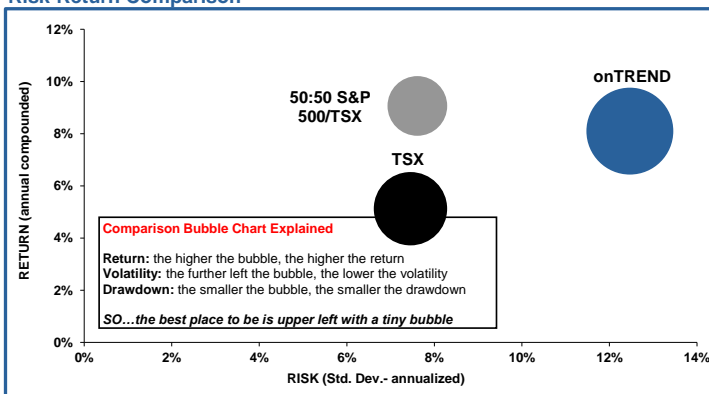 Risk Return Comparison
12%
10%
8%
6%
4%
2%
0%
RETURN (annual compounded)
50:50 S&P
500/TSX
onTREND
TSX
Comparison Bubble Chart Explained
Return: the higher the bubble, the higher the return
Volatility: the further left the bubble, the lower the volatility
Drawdown: the smaller the bubble, the smaller the drawdown
SO…the best place to be is upper left with a tiny bubble
0%
2%
4%
6%
8%
10%
12%
14%
RISK (Std. Dev.- annualized)